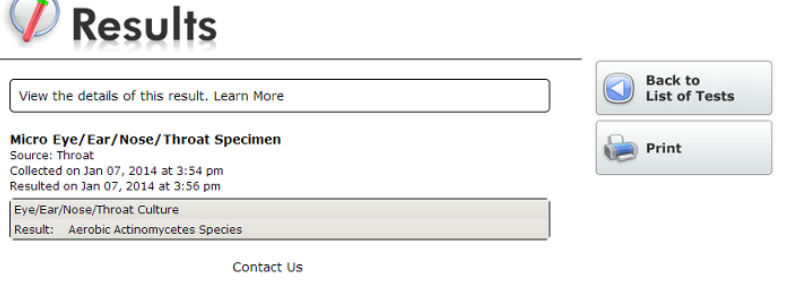 Results
View the details of this result. Learn More
Back to
List of Tests
Print
Micro Eye/Ear/Nose/Throat Specimen
Source: Throat
Collected on Jan 07, 2014 at 3:54 pm
Resulted on Jan 07, 2014 at 3:56 pm
Eye/Ear/Nose/Throat Culture
Result: Aerobic Actinomycetes Species
Contact Us